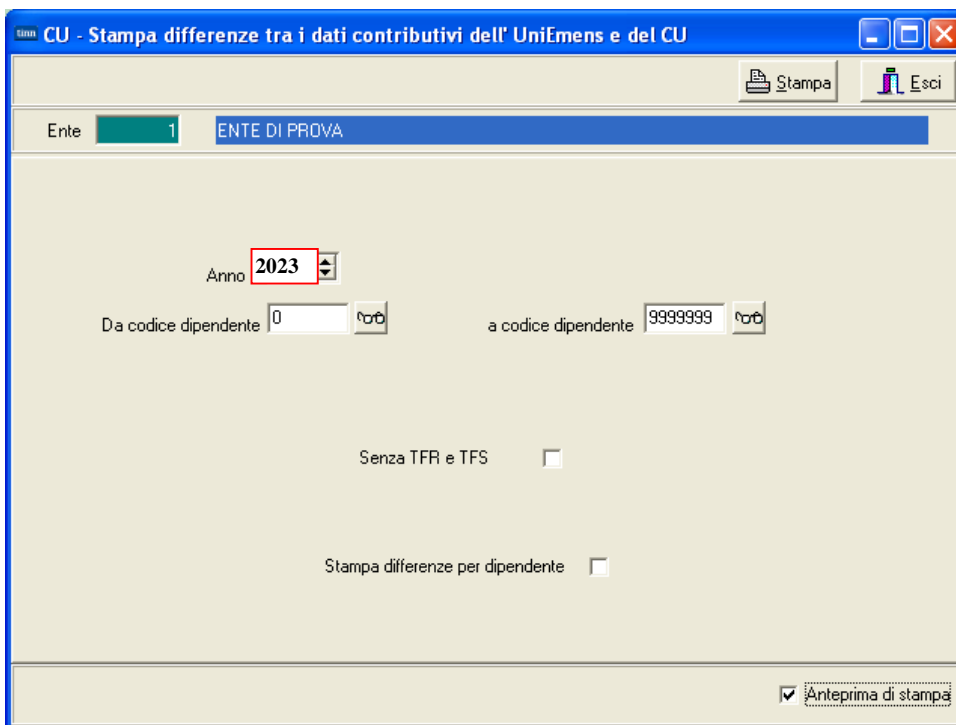 tinn CU - Stampa differenze tra i dati contributivi dell' UniEmens e del CU
Stampa Esci
Ente 1 ENTE DI PROVA
Anno 2023
Da codice dipendente 0 a codice dipendente 9999999
Senza TFR e TFS
Stampa differenze per dipendente
Anteprima di stampa